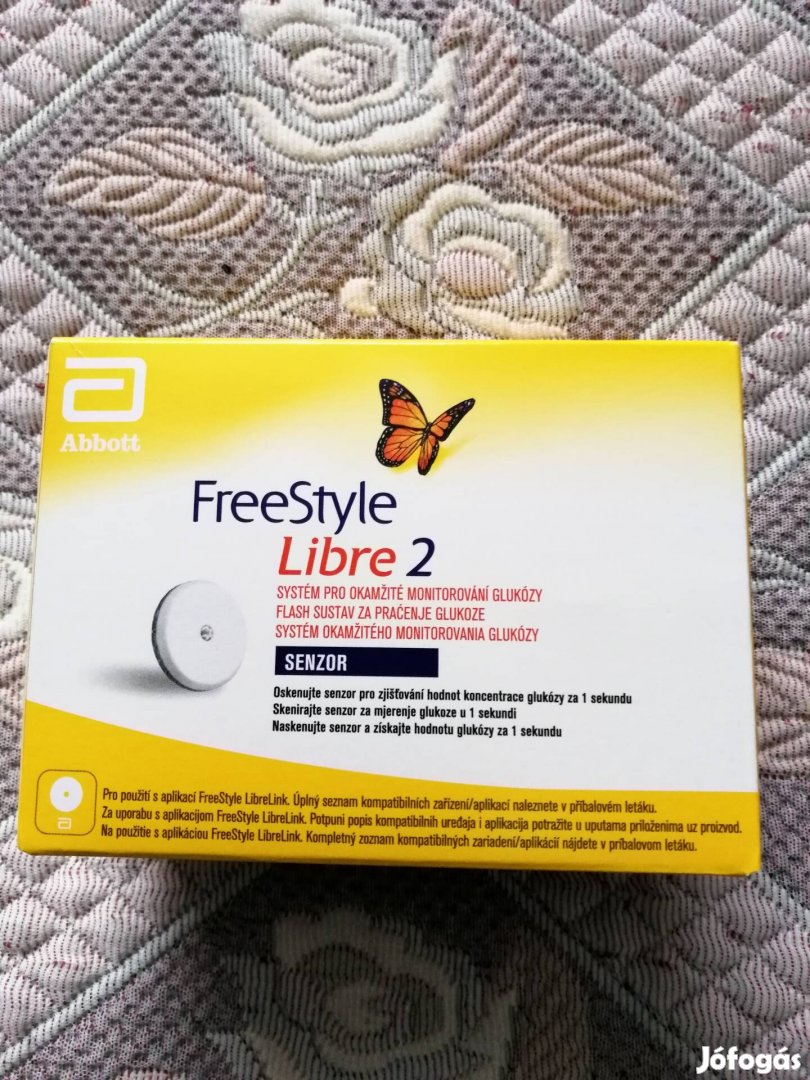 Abbott
FreeStyle
Libre 2
SYSTÉM PRO OKAMŽITÉ MONITOROVÁNÍ GLUKÓZY
FLASH SUSTAV ZA PRAĆENJE GLUKOZE
SYSTÉM OKAMŽITÉHO MONITOROVANIA GLUKÓZY
SENZOR
Oskenujte senzor pro zjišťování hodnot koncentrace glukózy za 1 sekundu
Skenirajte senzor za mjerenje glukoze u 1 sekundi
Naskenujte senzor a získajte hodnotu glukózy za 1 sekundu
Pro použití s aplikací FreeStyle LibreLink. Úplný seznam kompatibilních zařízení/aplikací naleznete v příbalovém letáku.
Za uporabu s aplikacijom FreeStyle LibreLink. Potpuni popis kompatibilnih uređaja i aplikacija potražite u uputama priloženima uz proizvod.
Na použitie s aplikáciou FreeStyle LibreLink. Kompletný zoznam kompatibilných zariadení/aplikácií nájdete v príbalovom letáku.
Jófogás